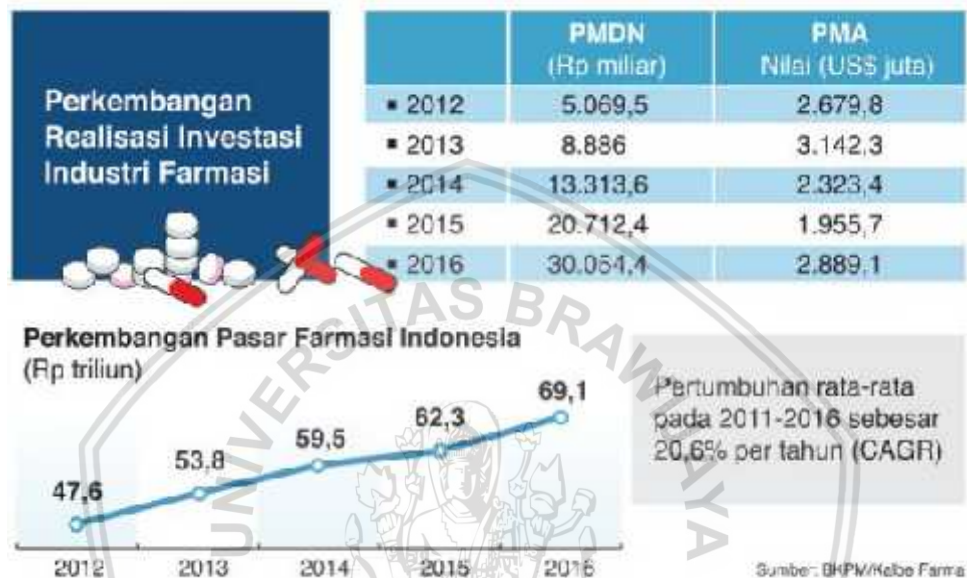 Perkembangan
Realisasi Investasi
Industri Farmasi
PMDN PMA
(Rp miliar) Nilai (US$ juta)
▪ 2012 5.069,5 2.679,8
▪ 2013 8.886 3.142,3
▪ 2014 13.313,6 2.323,4
▪ 2015 20.712,4 1.955,7
▪ 2016 30.054,4 2.889,1
Perkembangan Pasar Farmasi Indonesia
(Rp triliun)
47,6 53,8 59,5 62,3 69,1
2012 2013 2014 2015 2016
Pertumbuhan rata-rata
pada 2011-2016 sebesar
20,6% per tahun (CAGR)
Sumber: BKPM/Kalbe Farma
UNIVERSITAS BRAWIJAYA